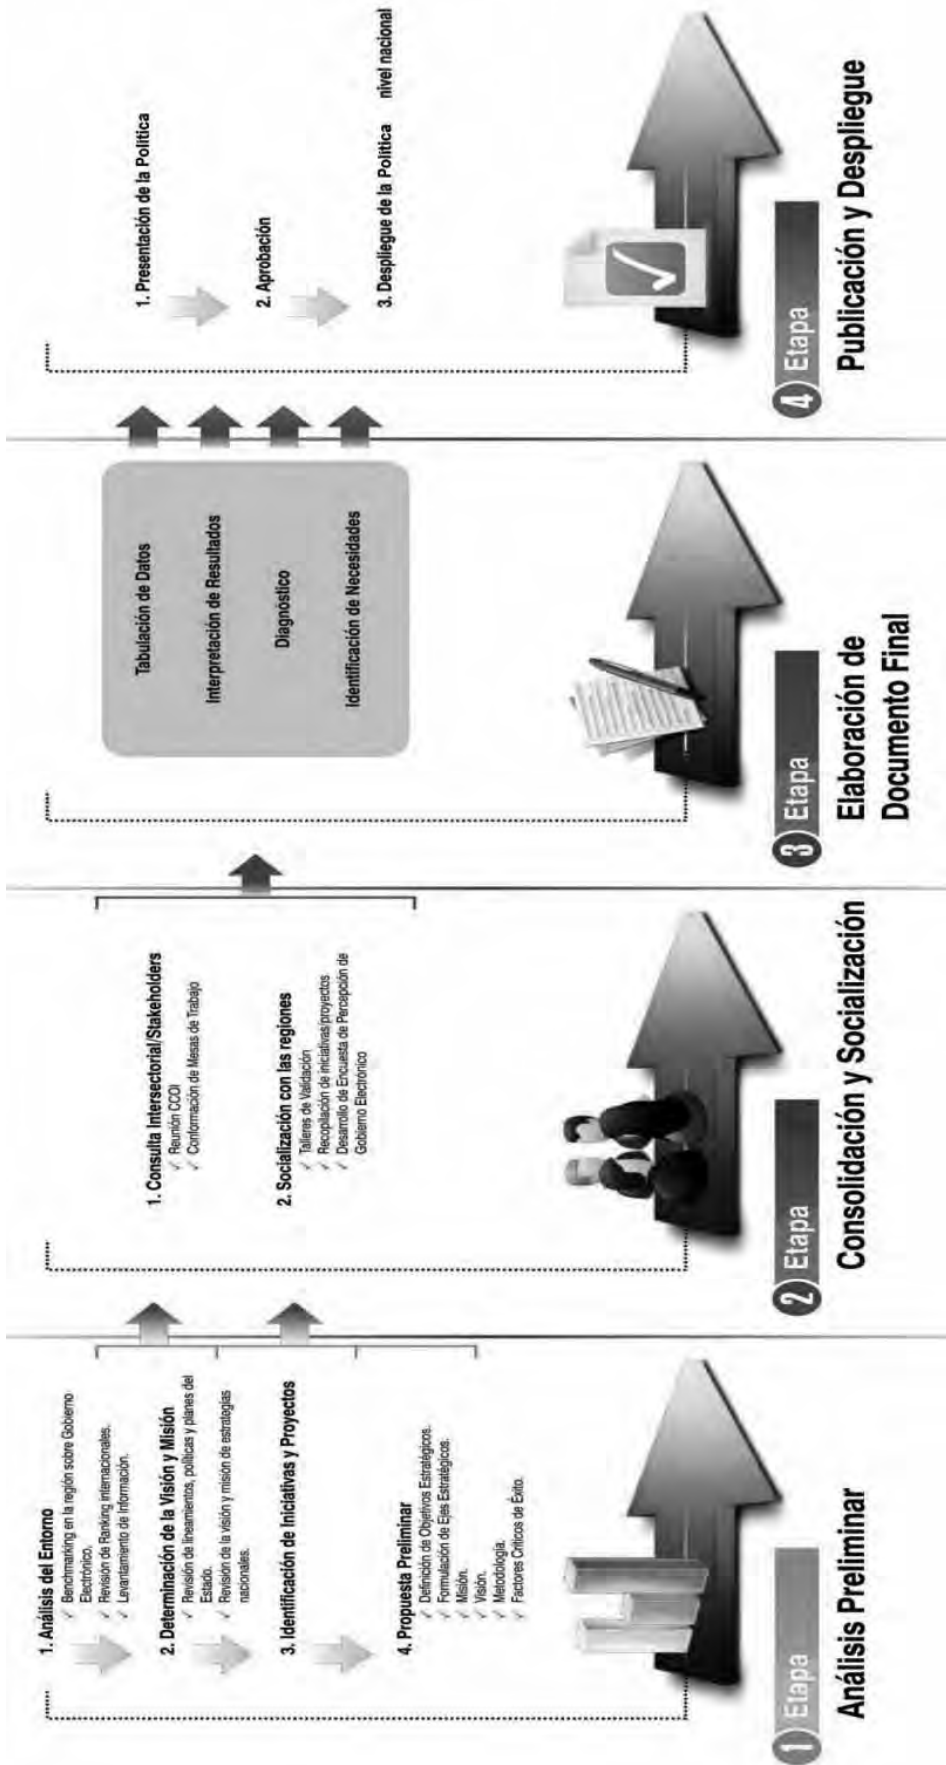 1. Análisis del Entorno
✓ Benchmarking en la región sobre Gobierno
Electrónico.
✓ Revisión de Ranking internacionales.
✓ Levantamiento de Información.
2. Determinación de la Visión y Misión
✓ Revisión de lineamientos, políticas y planes del
Estado.
✓ Revisión de la visión y misión de estrategias
nacionales.
3. Identificación de Iniciativas y Proyectos
4. Propuesta Preliminar
✓ Definición de Objetivos Estratégicos.
✓ Formulación de Ejes Estratégicos.
✓ Misión.
✓ Visión.
✓ Metodología.
✓ Factores Críticos de Éxito.
1 Etapa
Análisis Preliminar
1. Consulta Intersectorial/Stakeholders
✓ Reunión CCOI
✓ Conformación de Mesas de Trabajo
2. Socialización con las regiones
✓ Talleres de Validación
✓ Recopilación de iniciativas/proyectos
✓ Desarrollo de Encuesta de Percepción de
Gobierno Electrónico
2 Etapa
Consolidación y Socialización
Tabulación de Datos
Interpretación de Resultados
Diagnóstico
Identificación de Necesidades
3 Etapa
Elaboración de
Documento Final
1. Presentación de la Política
2. Aprobación
3. Despliegue de la Política nivel nacional
4 Etapa
Publicación y Despliegue